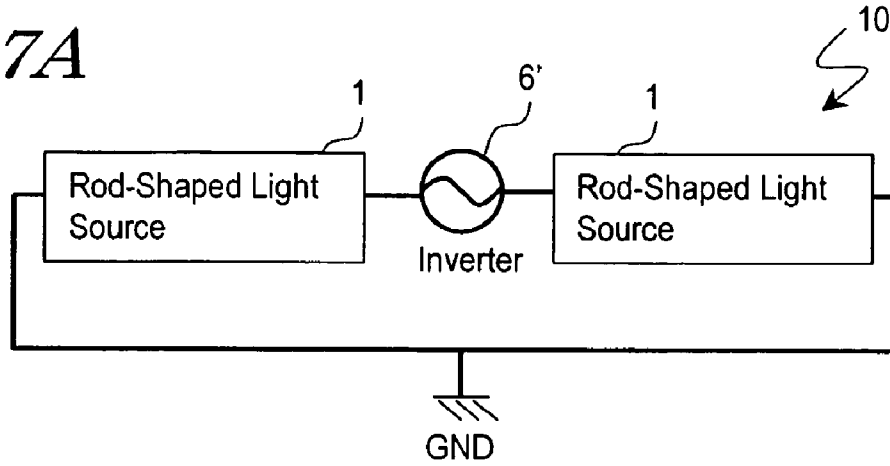 7A
10
1
6'
1
Rod-Shaped Light
Source
Rod-Shaped Light
Source
Inverter
GND